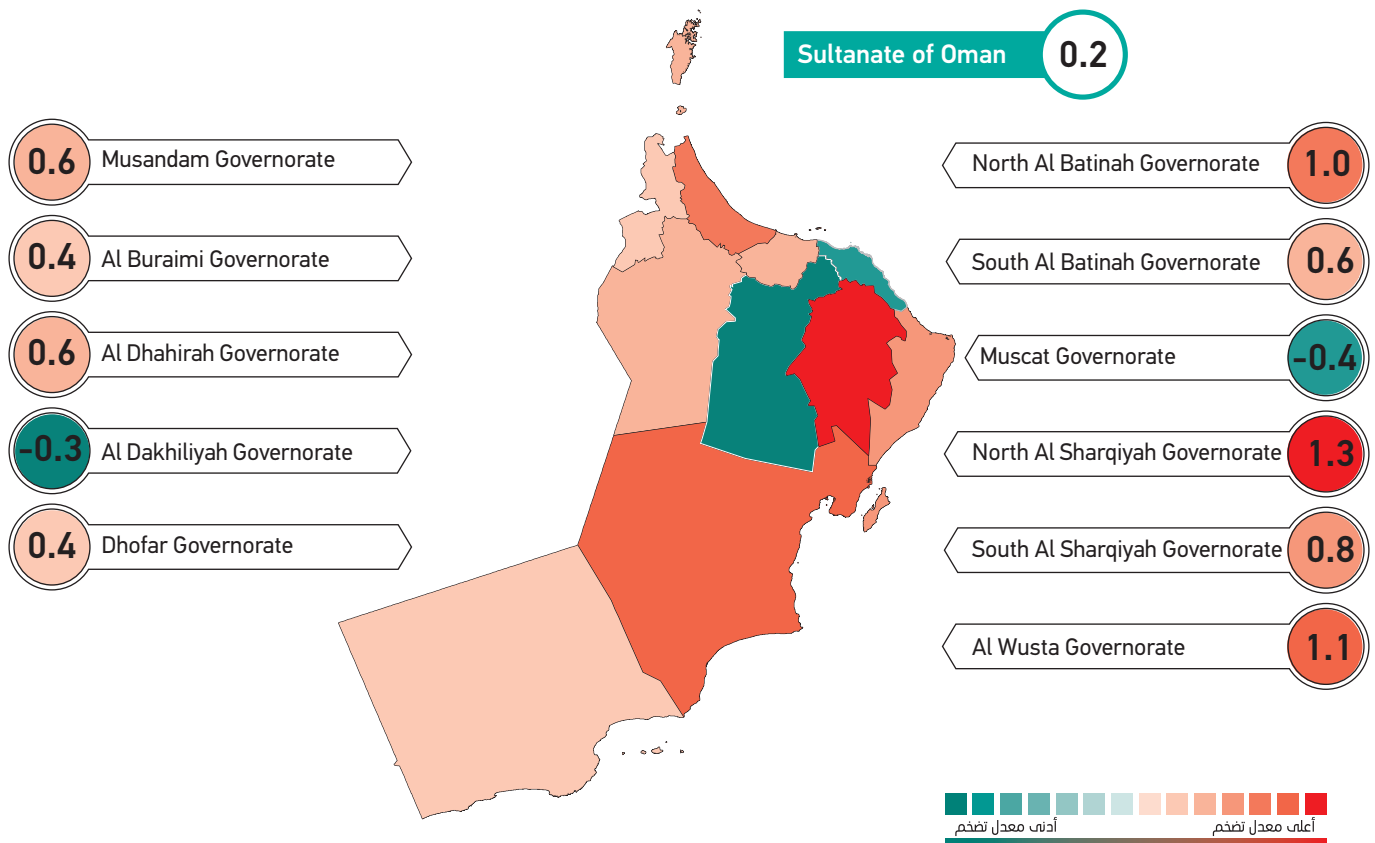 Sultanate of Oman 0.2
0.6 Musandam Governorate
0.4 Al Buraimi Governorate
0.6 Al Dhahirah Governorate
-0.3 Al Dakhiliyah Governorate
0.4 Dhofar Governorate
North Al Batinah Governorate 1.0
South Al Batinah Governorate 0.6
Muscat Governorate -0.4
North Al Sharqiyah Governorate 1.3
South Al Sharqiyah Governorate 0.8
Al Wusta Governorate 1.1
أعلى معدل تضخم
أدنى معدل تضخم